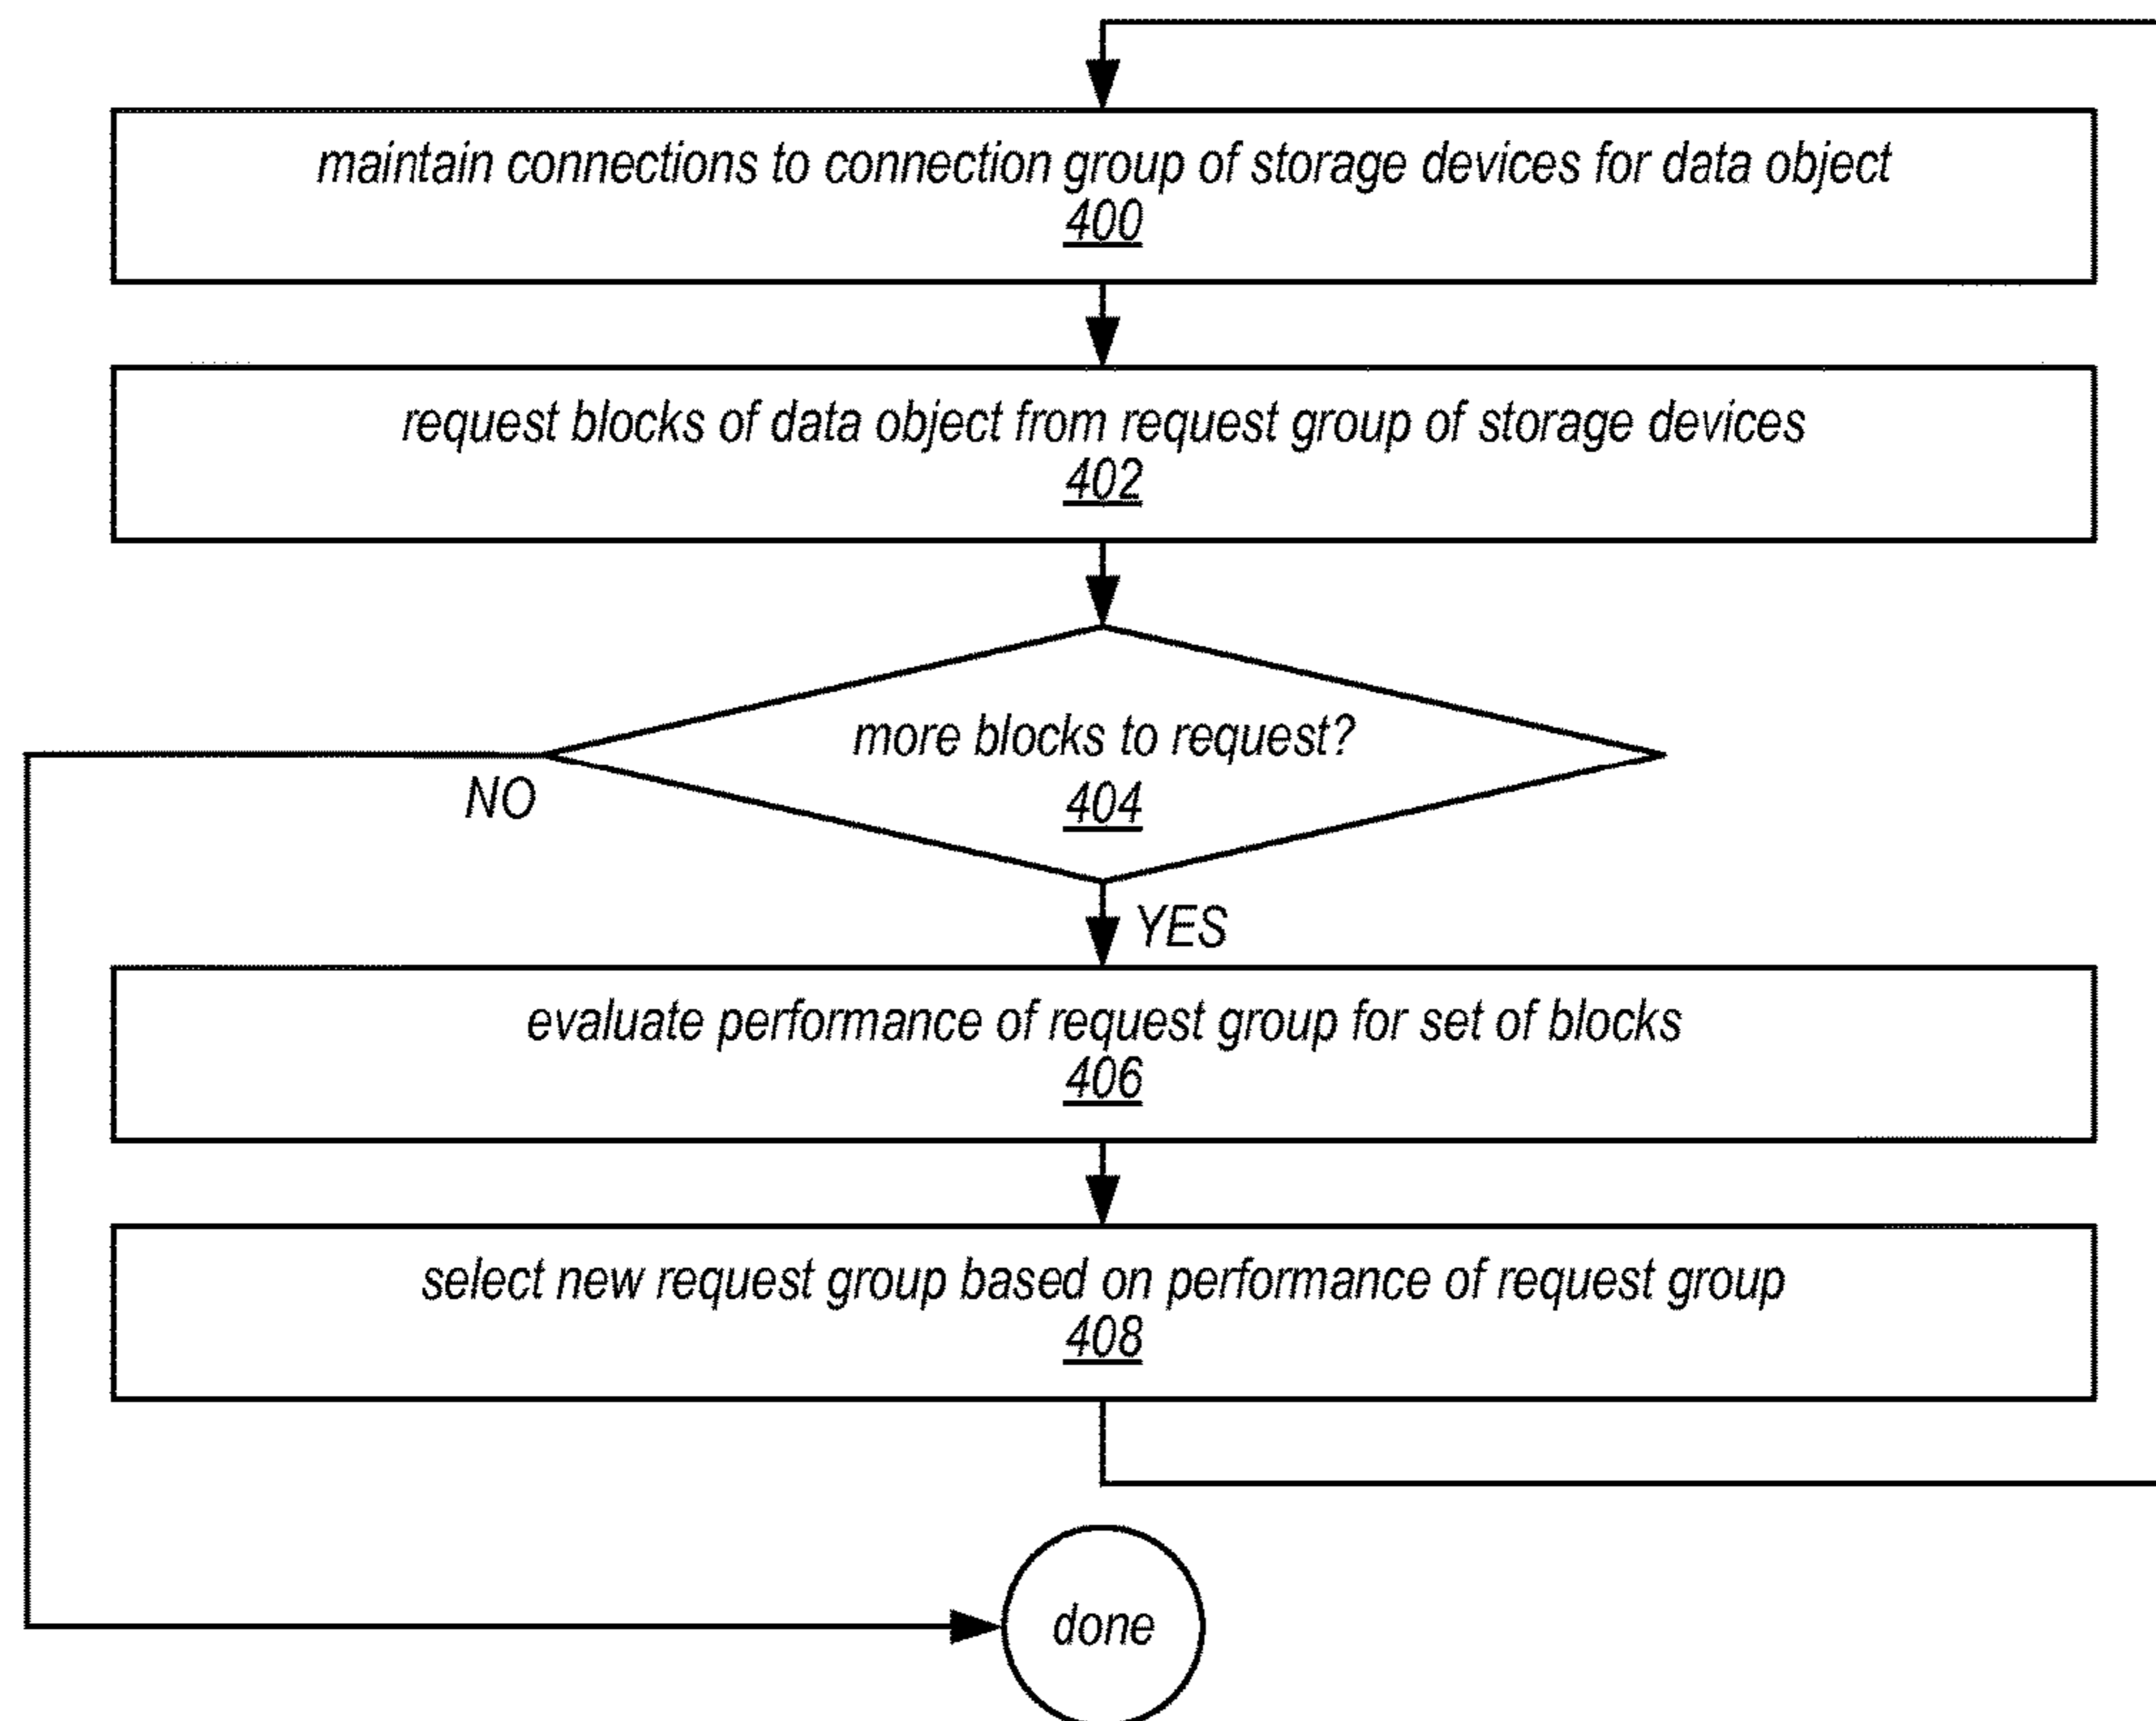 maintain connections to connection group of storage devices for data object
400
request blocks of data object from request group of storage devices
402
more blocks to request?
404
NO
YES
evaluate performance of request group for set of blocks
406
select new request group based on performance of request group
408
done